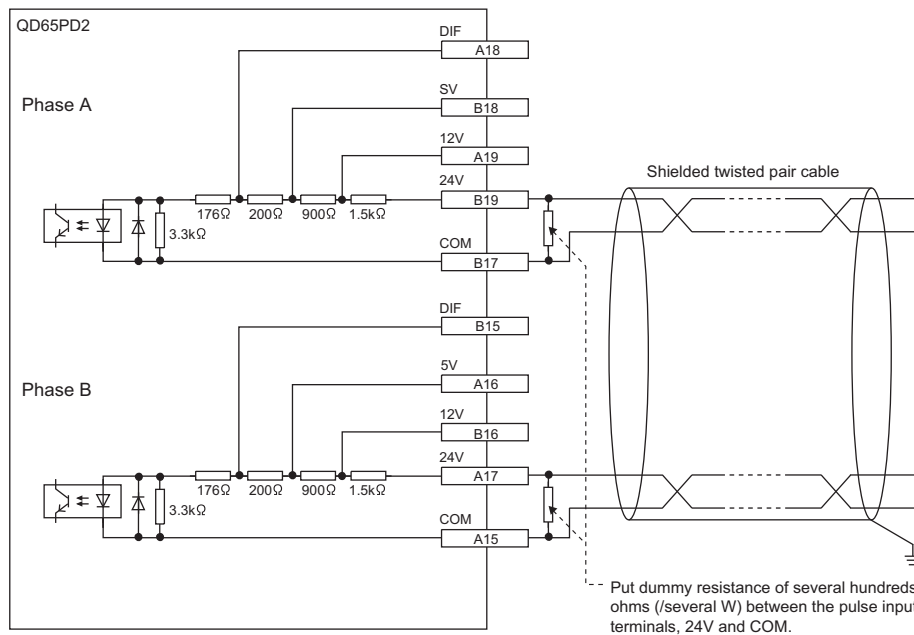 QD65PD2
DIF
A18
Phase A
SV
B18
12V
A19
24V
B19
176Ω
200Ω
900Ω
1.5kΩ
3.3kΩ
COM
B17
Shielded twisted pair cable
DIF
B15
5V
A16
Phase B
12V
B16
24V
A17
176Ω
200Ω
900Ω
1.5kΩ
3.3kΩ
COM
A15
Put dummy resistance of several hundreds
ohms (/several W) between the pulse input
terminals, 24V and COM.